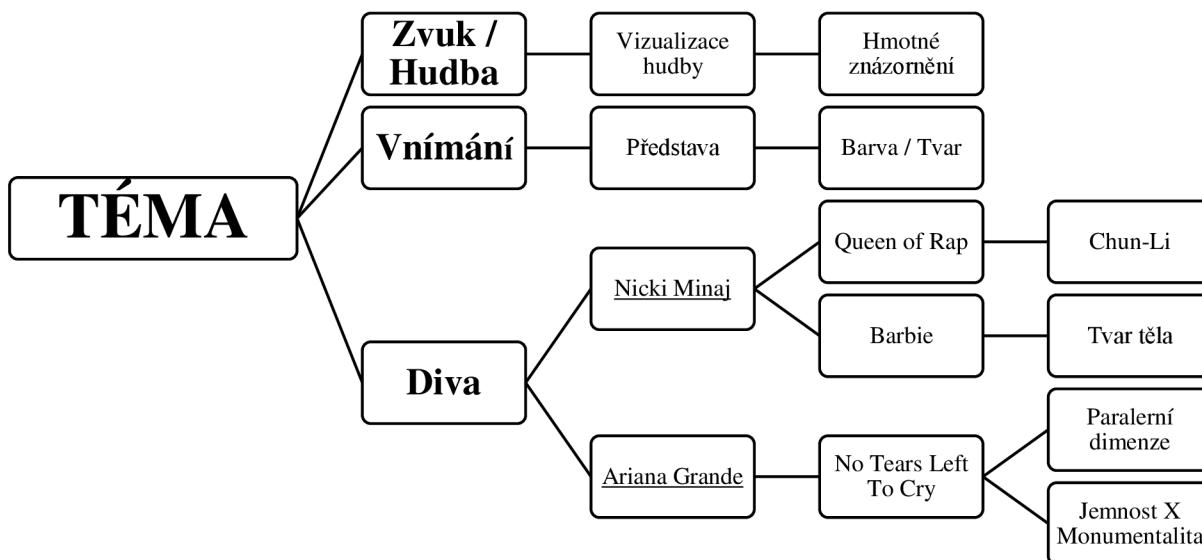 TÉMA
Zvuk /
Hudba
Vizualizace
hudby
Hmotné
znázornění
Vnímání
Představa
Barva / Tvar
Diva
Nicki Minaj
Queen of Rap
Chun-Li
Barbie
Tvar těla
Ariana Grande
No Tears Left
To Cry
Paralerní
dimenze
Jemnost X
Monumentalita